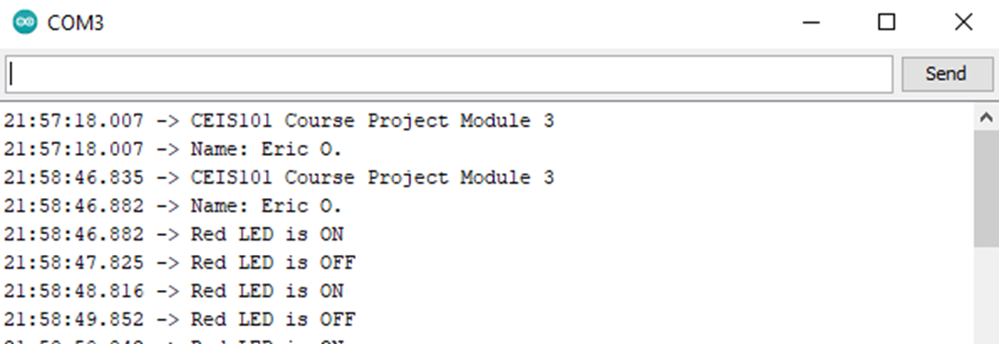 COM3
Send
21:57:18.007 -> CEIS101 Course Project Module 3
21:57:18.007 -> Name: Eric O.
21:58:46.835 -> CEIS101 Course Project Module 3
21:58:46.882 -> Name: Eric O.
21:58:46.882 -> Red LED is ON
21:58:47.825 -> Red LED is OFF
21:58:48.816 -> Red LED is ON
21:58:49.852 -> Red LED is OFF